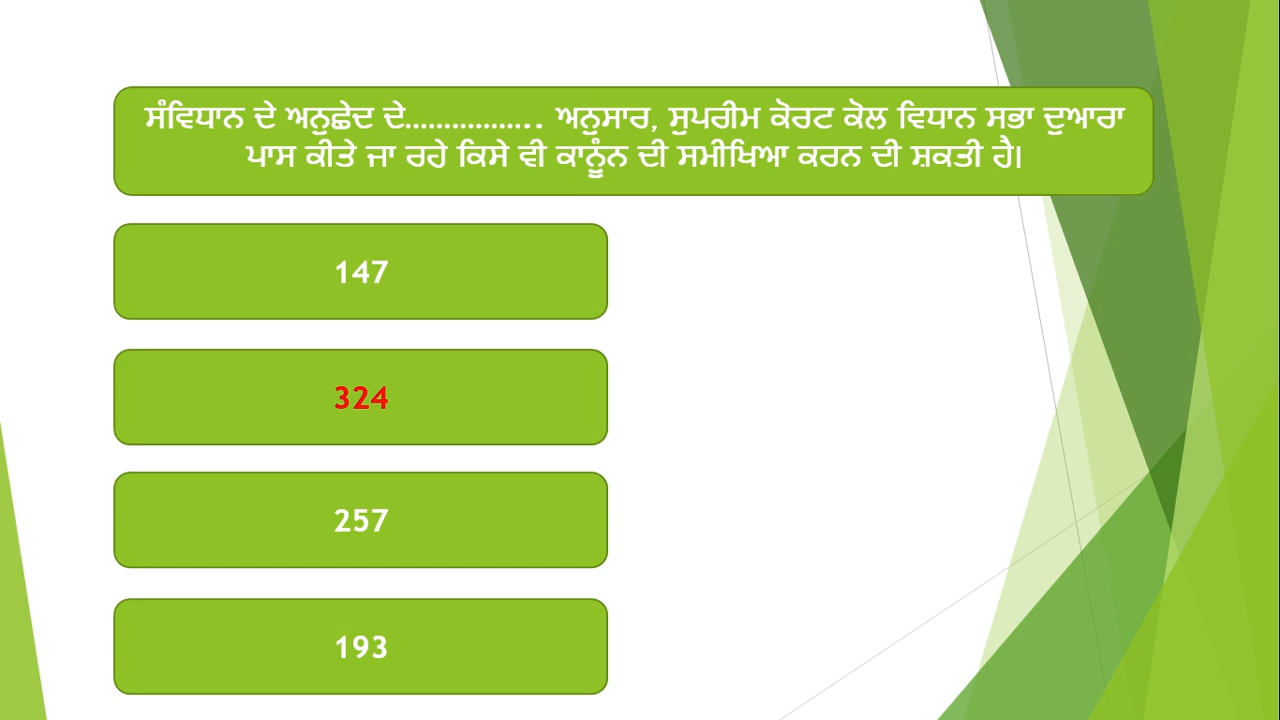 ਸੰਵਿਧਾਨ ਦੇ ਅਨੁਛੇਦ ਦੇ................. ਅਨੁਸਾਰ, ਸੁਪਰੀਮ ਕੋਰਟ ਕੋਲ ਵਿਧਾਨ ਸਭਾ ਦੁਆਰਾ
ਪਾਸ ਕੀਤੇ ਜਾ ਰਹੇ ਕਿਸੇ ਵੀ ਕਾਨੂੰਨ ਦੀ ਸਮੀਖਿਆ ਕਰਨ ਦੀ ਸ਼ਕਤੀ ਹੈ।
147
324
257
193